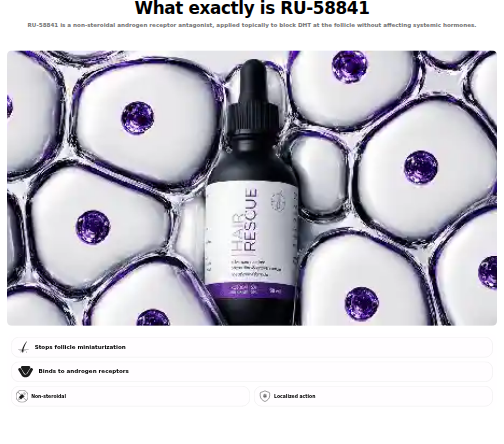 What exactly is RU-58841
RU-58841 is a non-steroidal androgen receptor antagonist, applied topically to block DHT at the follicle without affecting systemic hormones.
HAIR
RESCUE
Stops follicle miniaturization
Binds to androgen receptors
Non-steroidal
Localized action